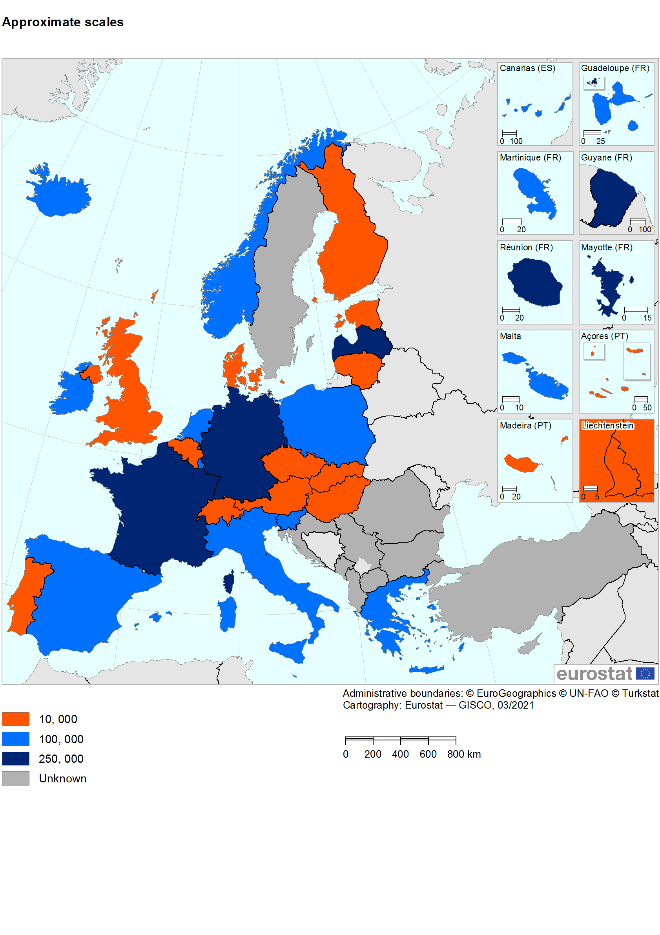 Approximate scales
Canarias (ES)
0 100
Guadeloupe (FR)
0 25
Martinique (FR)
0 20
Guyane (FR)
0 100
Réunion (FR)
0 20
Mayotte (FR)
0 15
Malta
0 10
Açores (PT)
0 50
Madeira (PT)
0 20
Liechtenstein
eurostat
Administrative boundaries: © EuroGeographics © UN-FAO © Turkstat
Cartography: Eurostat — GISCO, 03/2021
10, 000
100, 000
250, 000
Unknown
0 200 400 600 800 km